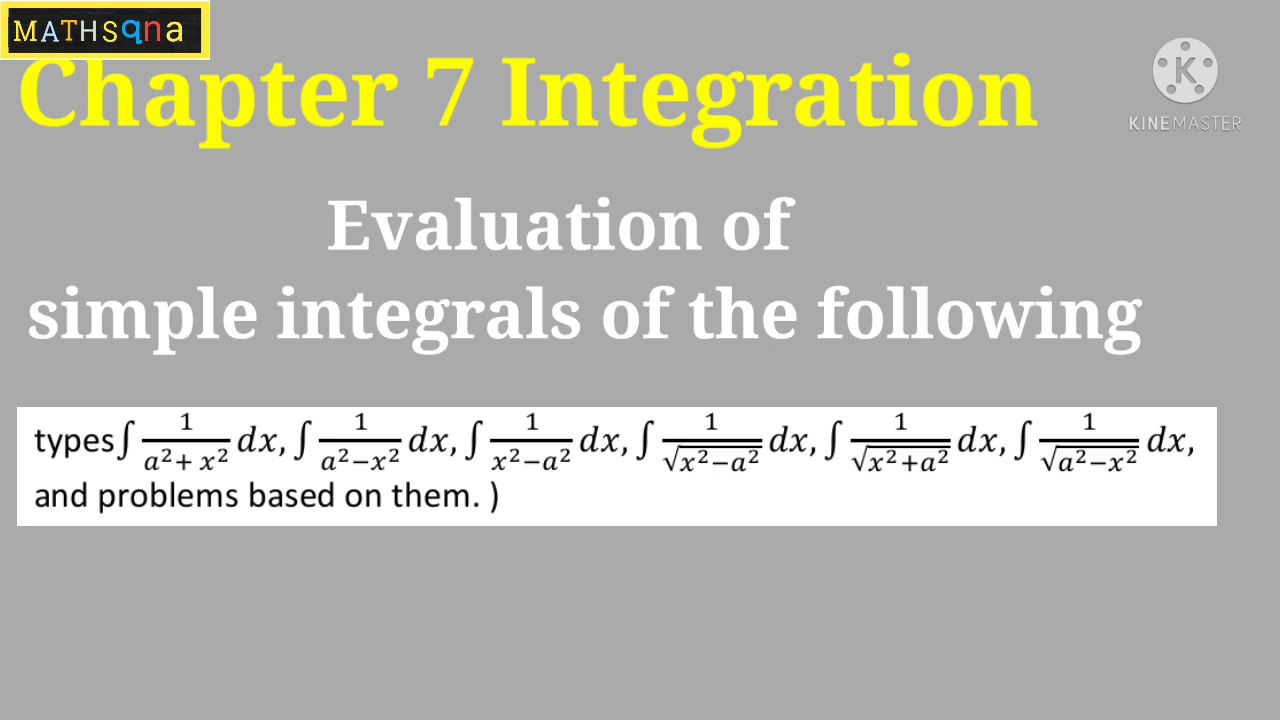 MATHSqna
Chapter 7 Integration
KINEMASTER
Evaluation of
simple integrals of the following
types∫ 1/(a²+ x²) dx, ∫ 1/(a²−x²) dx, ∫ 1/(x²−a²) dx, ∫ 1/√(x²−a²) dx, ∫ 1/√(x²+a²) dx, ∫ 1/√(a²−x²) dx,
and problems based on them. )